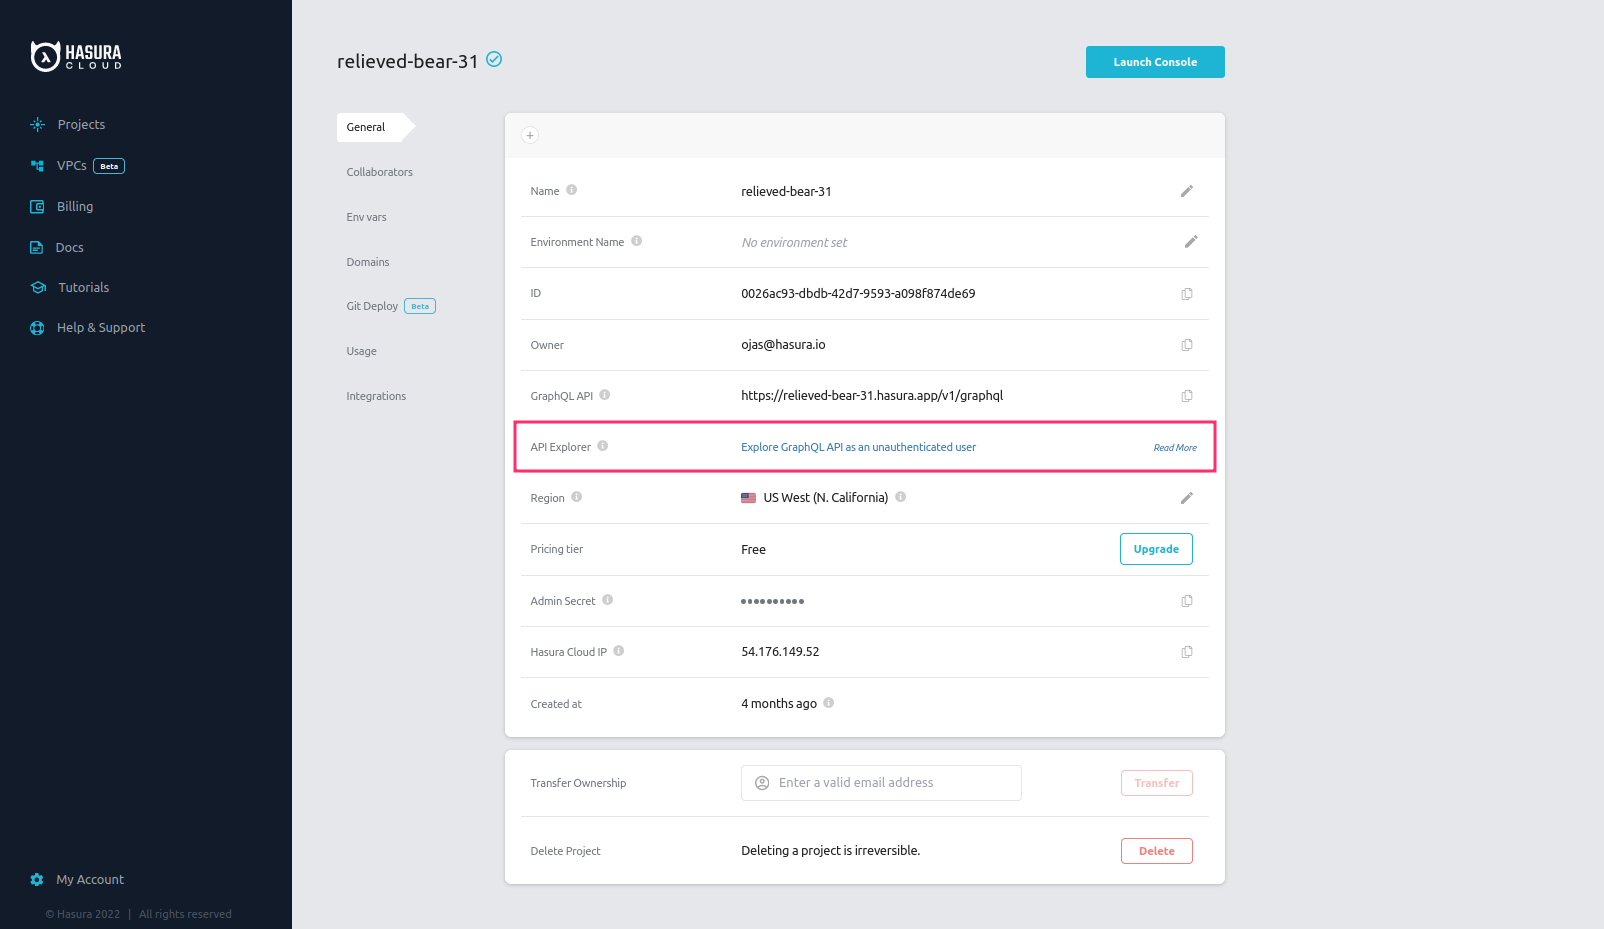 HASURA
CLOUD
Projects
VPCs Beta
Billing
Docs
Tutorials
Help & Support
My Account
© Hasura 2022 | All rights reserved
relieved-bear-31
Launch Console
General
Collaborators
Env vars
Domains
Git Deploy Beta
Usage
Integrations
Name relieved-bear-31
Environment Name No environment set
ID 0026ac93-dbdb-42d7-9593-a098f874de69
Owner ojas@hasura.io
GraphQL API https://relieved-bear-31.hasura.app/v1/graphql
API Explorer Explore GraphQL API as an unauthenticated user Read More
Region US West (N. California)
Pricing tier Free Upgrade
Admin Secret ••••••••••
Hasura Cloud IP 54.176.149.52
Created at 4 months ago
Transfer Ownership Enter a valid email address Transfer
Delete Project Deleting a project is irreversible. Delete